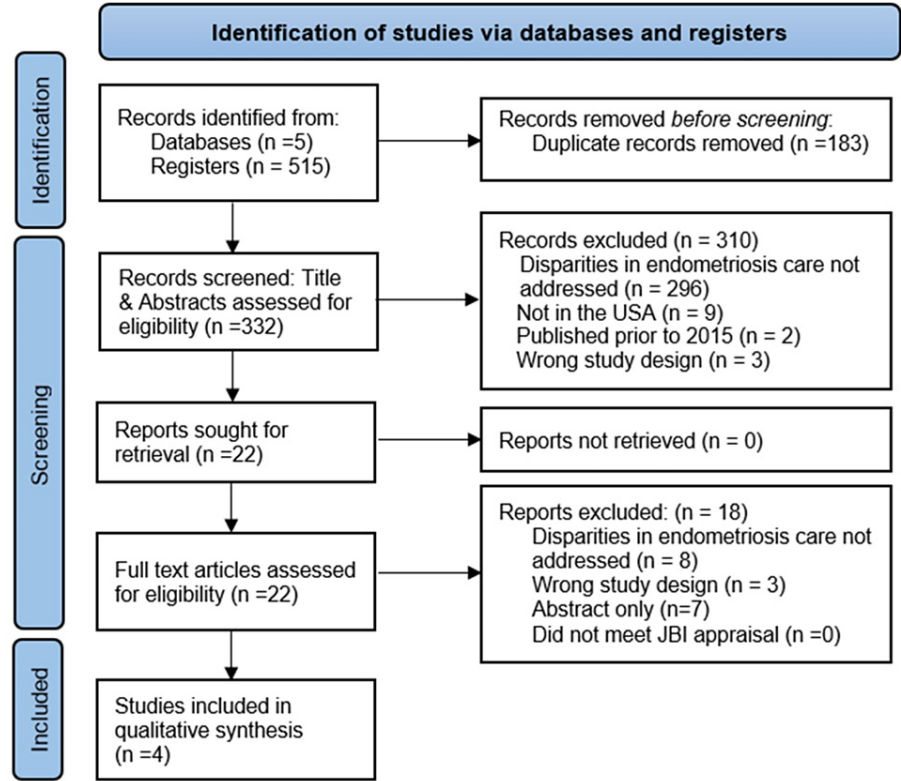 Identification of studies via databases and registers
Identification
Records identified from:
Databases (n =5)
Registers (n = 515)
Records removed before screening:
Duplicate records removed (n =183)
Screening
Records screened: Title
& Abstracts assessed for
eligibility (n =332)
Records excluded (n = 310)
Disparities in endometriosis care not
addressed (n = 296)
Not in the USA (n = 9)
Published prior to 2015 (n = 2)
Wrong study design (n = 3)
Reports sought for
retrieval (n =22)
Reports not retrieved (n = 0)
Full text articles assessed
for eligibility (n =22)
Reports excluded: (n = 18)
Disparities in endometriosis care not
addressed (n = 8)
Wrong study design (n = 3)
Abstract only (n=7)
Did not meet JBI appraisal (n =0)
Included
Studies included in
qualitative synthesis
(n =4)